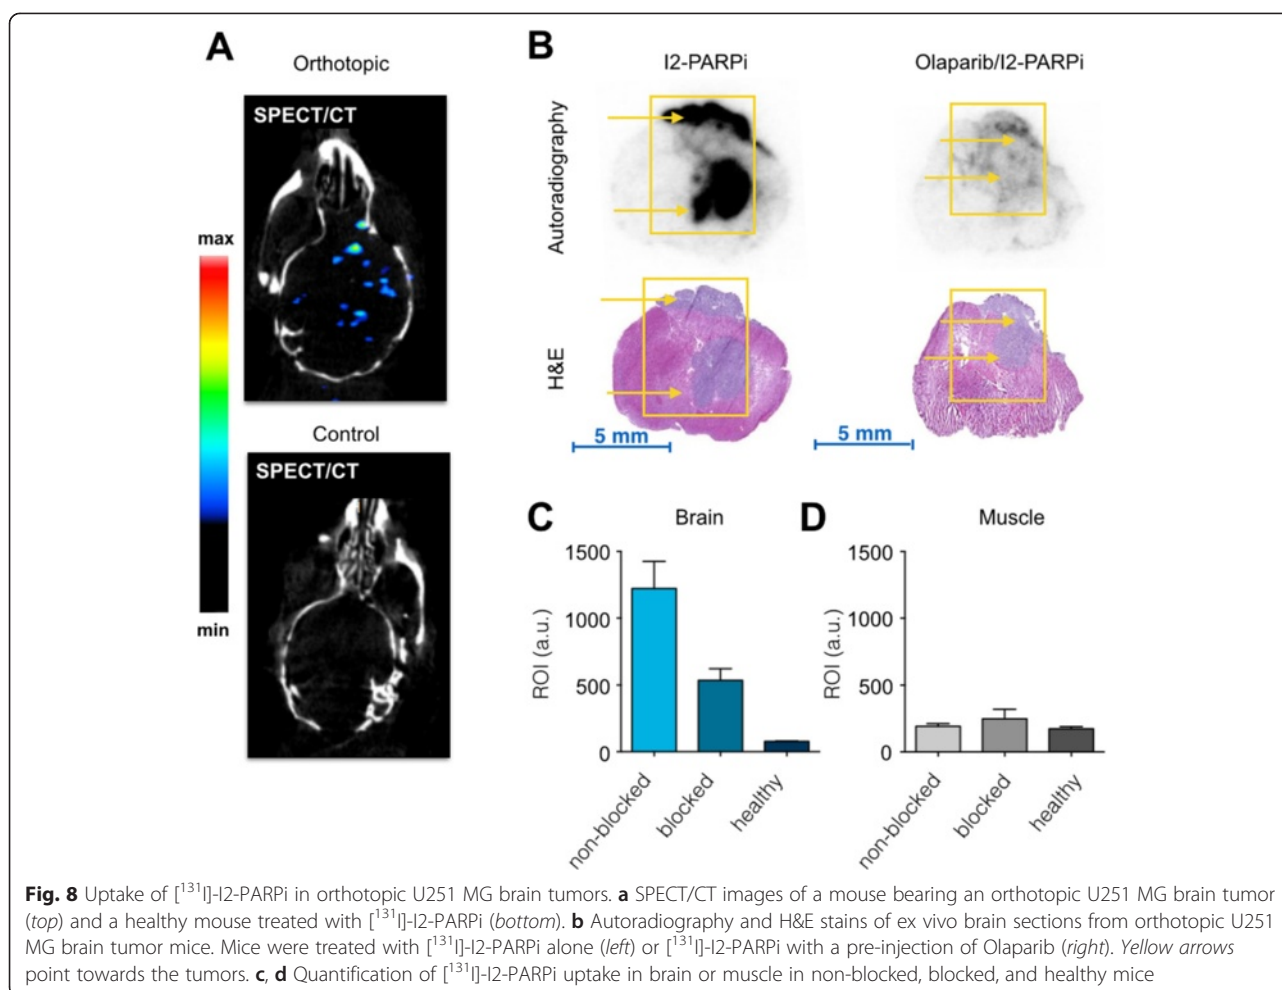 A
Orthotopic
SPECT/CT
max
min
Control
SPECT/CT
B
I2-PARPi
Olaparib/I2-PARPi
Autoradiography
H&E
5 mm
5 mm
C
Brain
ROI (a.u.)
1500
1000
500
0
non-blocked
blocked
healthy
D
Muscle
ROI (a.u.)
1500
1000
500
0
non-blocked
blocked
healthy
Fig. 8 Uptake of [131I]-I2-PARPi in orthotopic U251 MG brain tumors. a SPECT/CT images of a mouse bearing an orthotopic U251 MG brain tumor
(top) and a healthy mouse treated with [131I]-I2-PARPi (bottom). b Autoradiography and H&E stains of ex vivo brain sections from orthotopic U251
MG brain tumor mice. Mice were treated with [131I]-I2-PARPi alone (left) or [131I]-I2-PARPi with a pre-injection of Olaparib (right). Yellow arrows
point towards the tumors. c, d Quantification of [131I]-I2-PARPi uptake in brain or muscle in non-blocked, blocked, and healthy mice